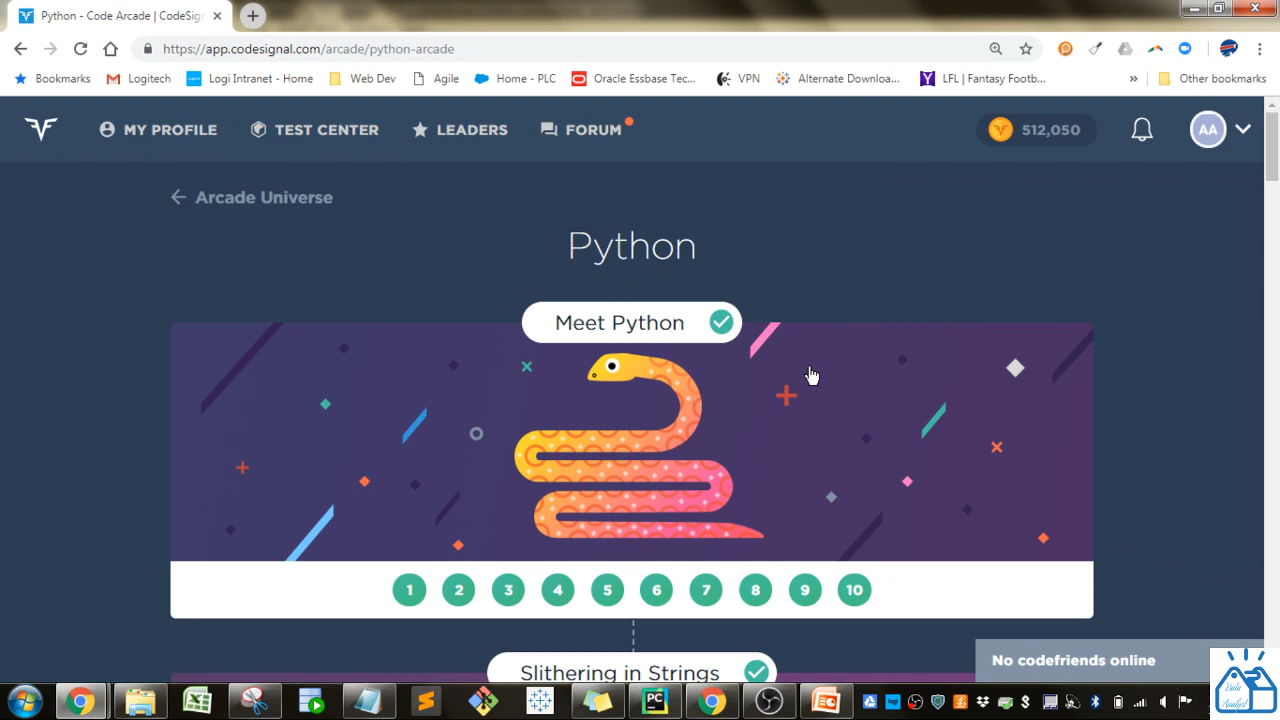 Python - Code Arcade | CodeSig
https://app.codesignal.com/arcade/python-arcade
Bookmarks
Logitech
Logi Intranet - Home
Web Dev
Agile
Home - PLC
Oracle Essbase Tec...
VPN
Alternate Downloa...
LFL | Fantasy Footb...
»
Other bookmarks
MY PROFILE
TEST CENTER
LEADERS
FORUM
512,050
AA
Arcade Universe
Python
Meet Python
1 2 3 4 5 6 7 8 9 10
Slithering in Strings
No codefriends online
PC
Data
Analyst